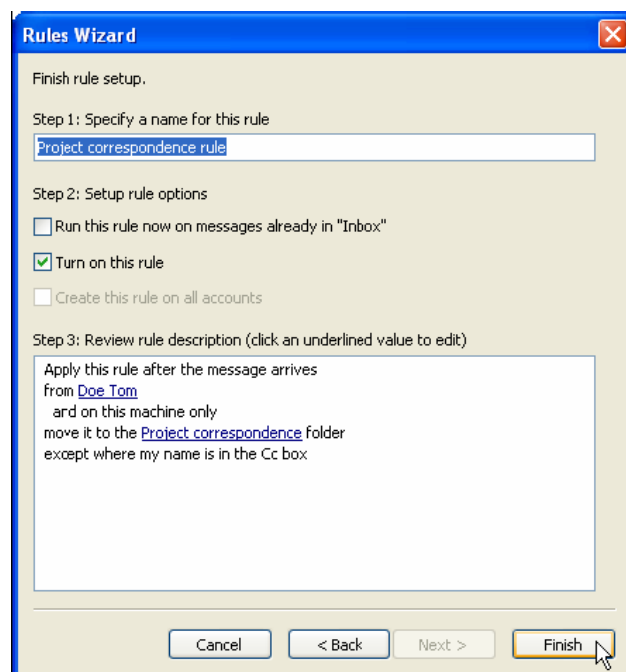 Rules Wizard
Finish rule setup.
Step 1: Specify a name for this rule
Project correspondence rule
Step 2: Setup rule options
Run this rule now on messages already in "Inbox"
Turn on this rule
Create this rule on all accounts
Step 3: Review rule description (click an underlined value to edit)
Apply this rule after the message arrives
from Doe Tom
and on this machine only
move it to the Project correspondence folder
except where my name is in the Cc box
Cancel < Back Next > Finish